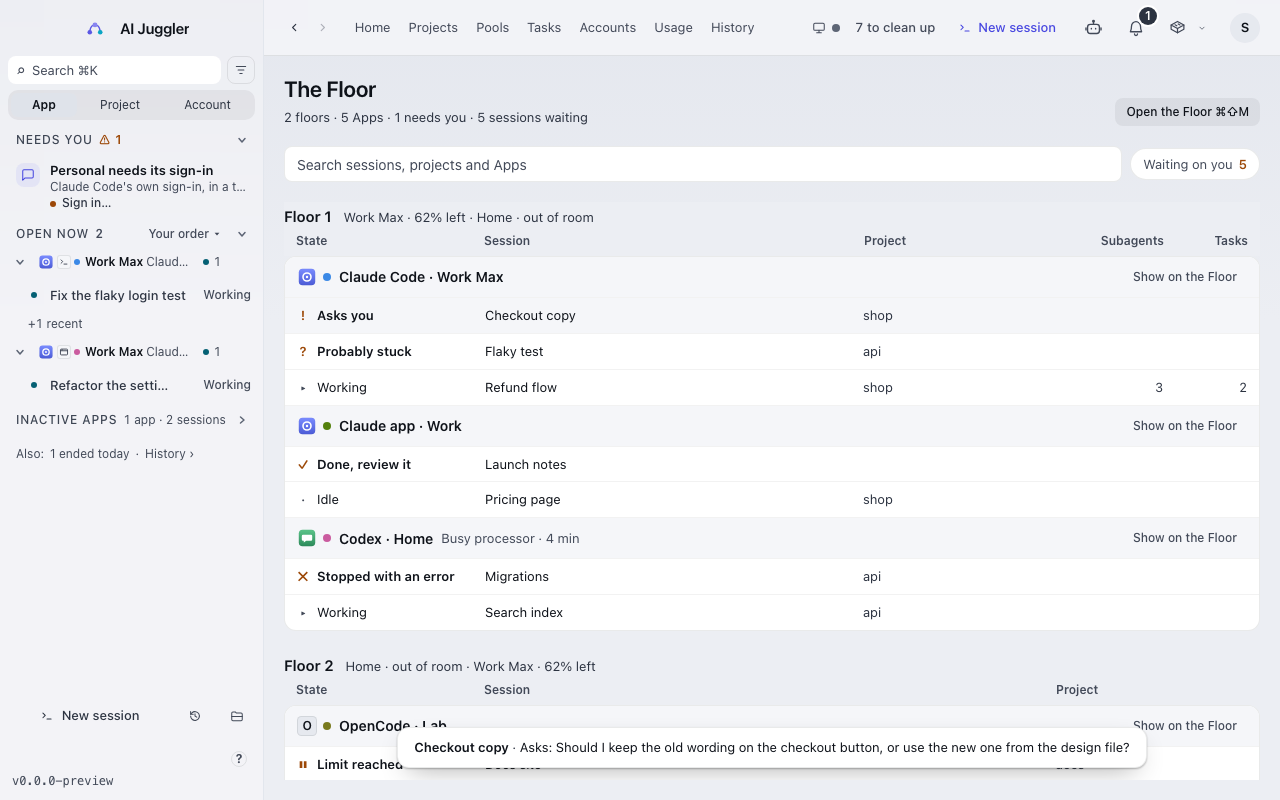 AI Juggler
Search ⌘K
App Project Account
NEEDS YOU 1
Personal needs its sign-in
Claude Code's own sign-in, in a t…
Sign in…
OPEN NOW 2 Your order
Work Max Claud… 1
Fix the flaky login test Working
+1 recent
Work Max Claud… 1
Refactor the setti… Working
INACTIVE APPS 1 app · 2 sessions
Also: 1 ended today · History ›
New session
?
v0.0.0-preview
Home Projects Pools Tasks Accounts Usage History 7 to clean up New session 1 S
The Floor
2 floors · 5 Apps · 1 needs you · 5 sessions waiting
Open the Floor ⌘⇧M
Search sessions, projects and Apps
Waiting on you 5
Floor 1 Work Max · 62% left · Home · out of room
State Session Project Subagents Tasks
Claude Code · Work Max Show on the Floor
! Asks you Checkout copy shop
? Probably stuck Flaky test api
Working Refund flow shop 3 2
Claude app · Work Show on the Floor
Done, review it Launch notes
Idle Pricing page shop
Codex · Home Busy processor · 4 min Show on the Floor
Stopped with an error Migrations api
Working Search index api
Floor 2 Home · out of room · Work Max · 62% left
State Session Project
O OpenCode · Lab Show on the Floor
Checkout copy · Asks: Should I keep the old wording on the checkout button, or use the new one from the design file?
Limit reached